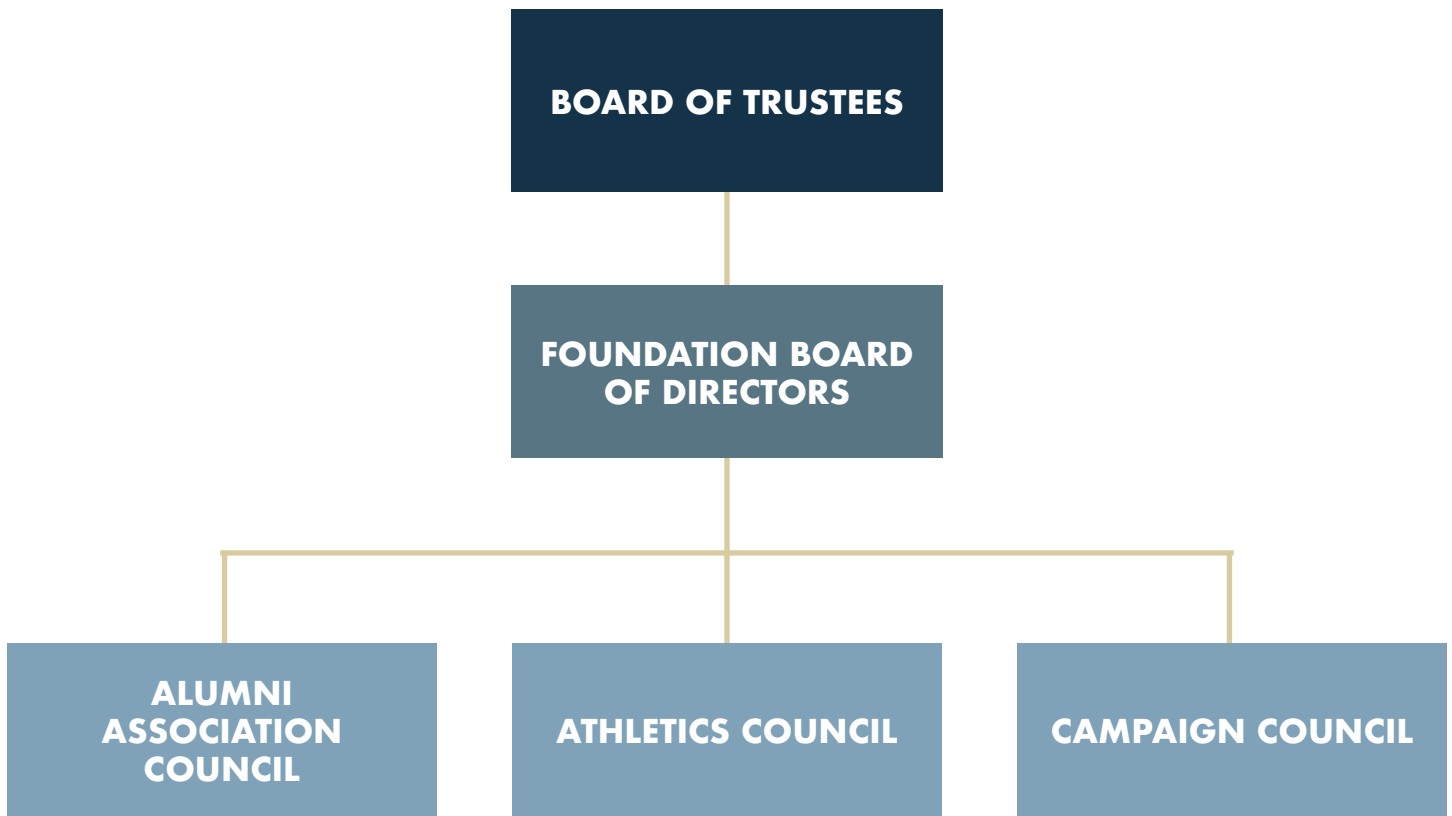 BOARD OF TRUSTEES
FOUNDATION BOARD
OF DIRECTORS
ALUMNI
ASSOCIATION
COUNCIL
ATHLETICS COUNCIL
CAMPAIGN COUNCIL